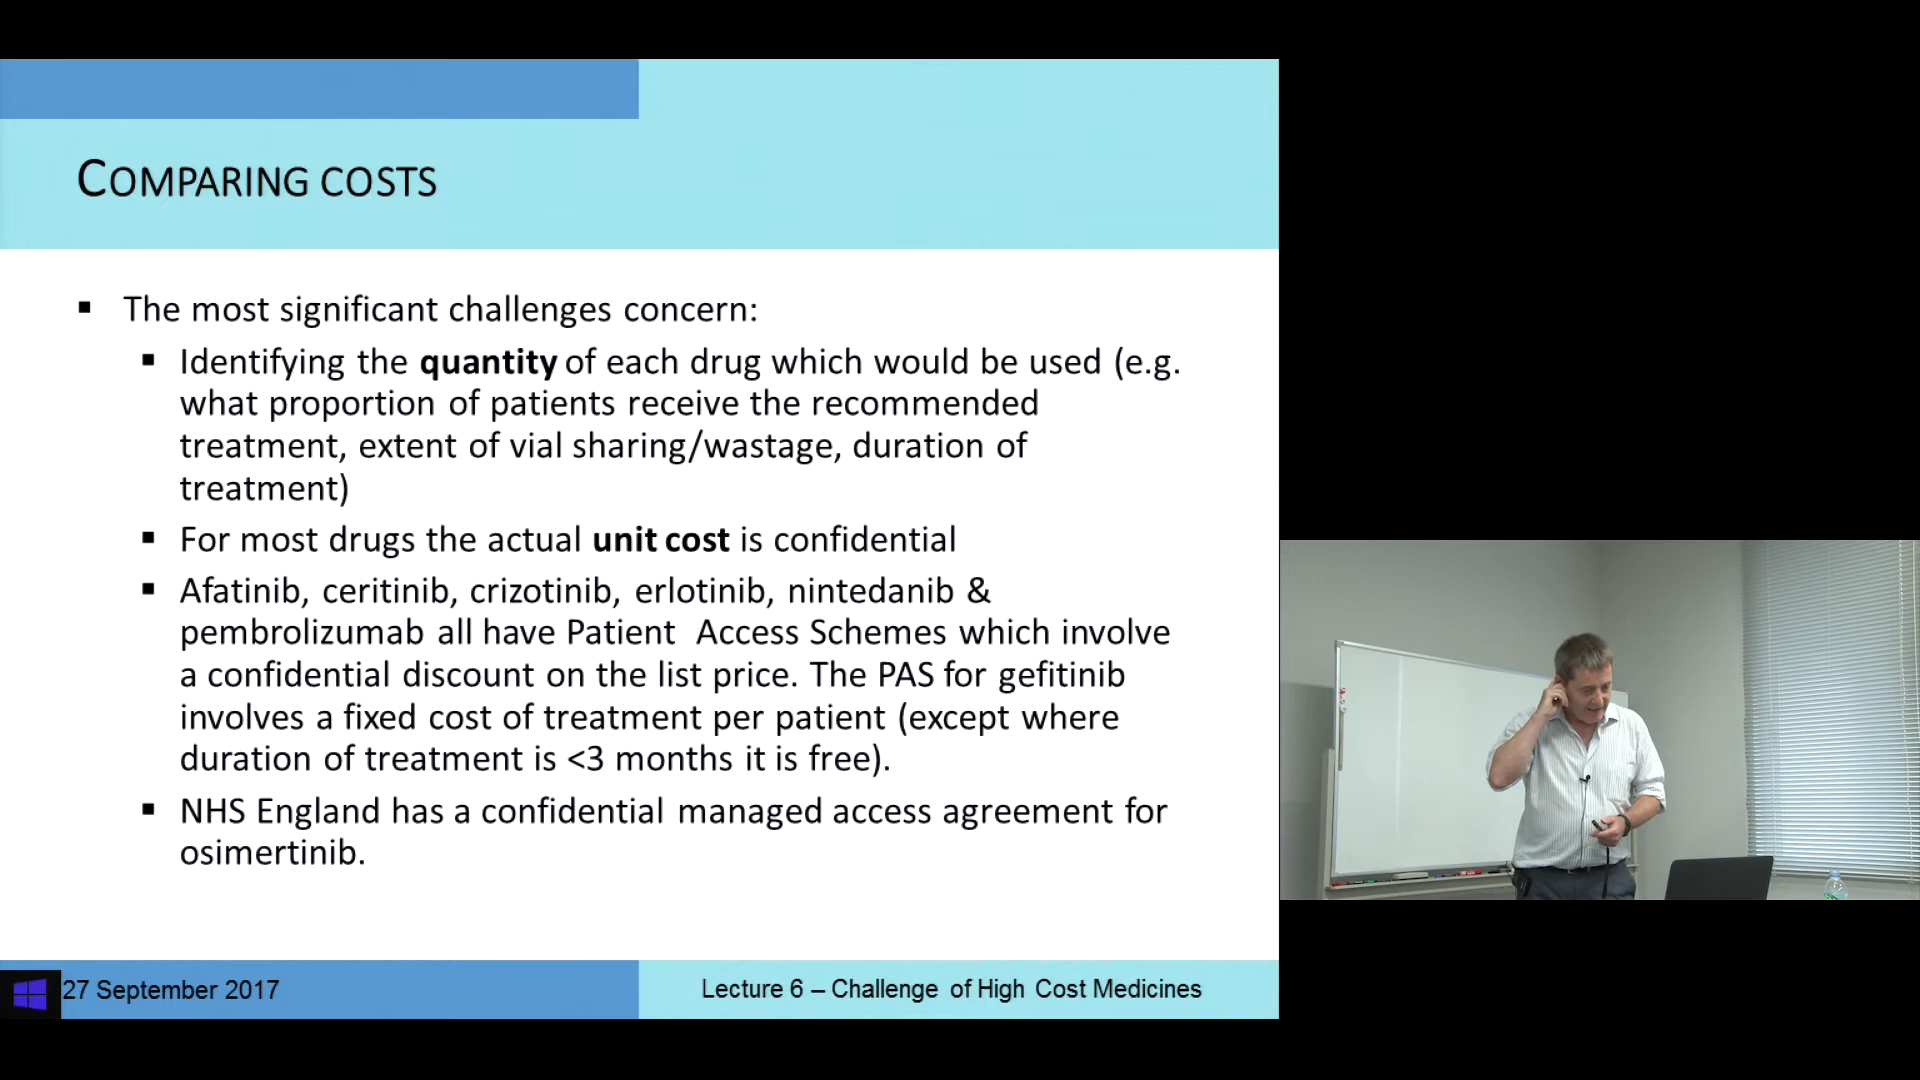 COMPARING COSTS
▪ The most significant challenges concern:
▪ Identifying the quantity of each drug which would be used (e.g.
what proportion of patients receive the recommended
treatment, extent of vial sharing/wastage, duration of
treatment)
▪ For most drugs the actual unit cost is confidential
▪ Afatinib, ceritinib, crizotinib, erlotinib, nintedanib &
pembrolizumab all have Patient Access Schemes which involve
a confidential discount on the list price. The PAS for gefitinib
involves a fixed cost of treatment per patient (except where
duration of treatment is <3 months it is free).
▪ NHS England has a confidential managed access agreement for
osimertinib.
27 September 2017
Lecture 6 – Challenge of High Cost Medicines